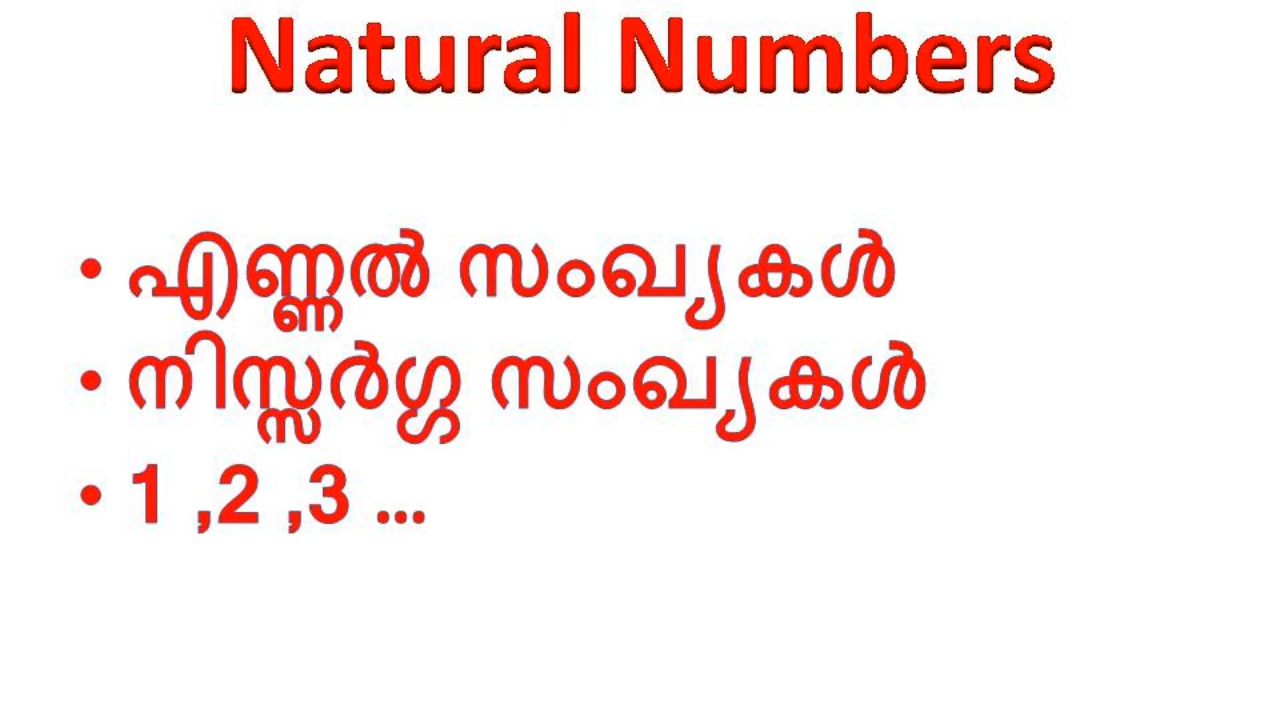 Natural Numbers
• എണ്ണൽ സംഖ്യകൾ
• നിസ്സർഗ്ഗ സംഖ്യകൾ
• 1 ,2 ,3 ...